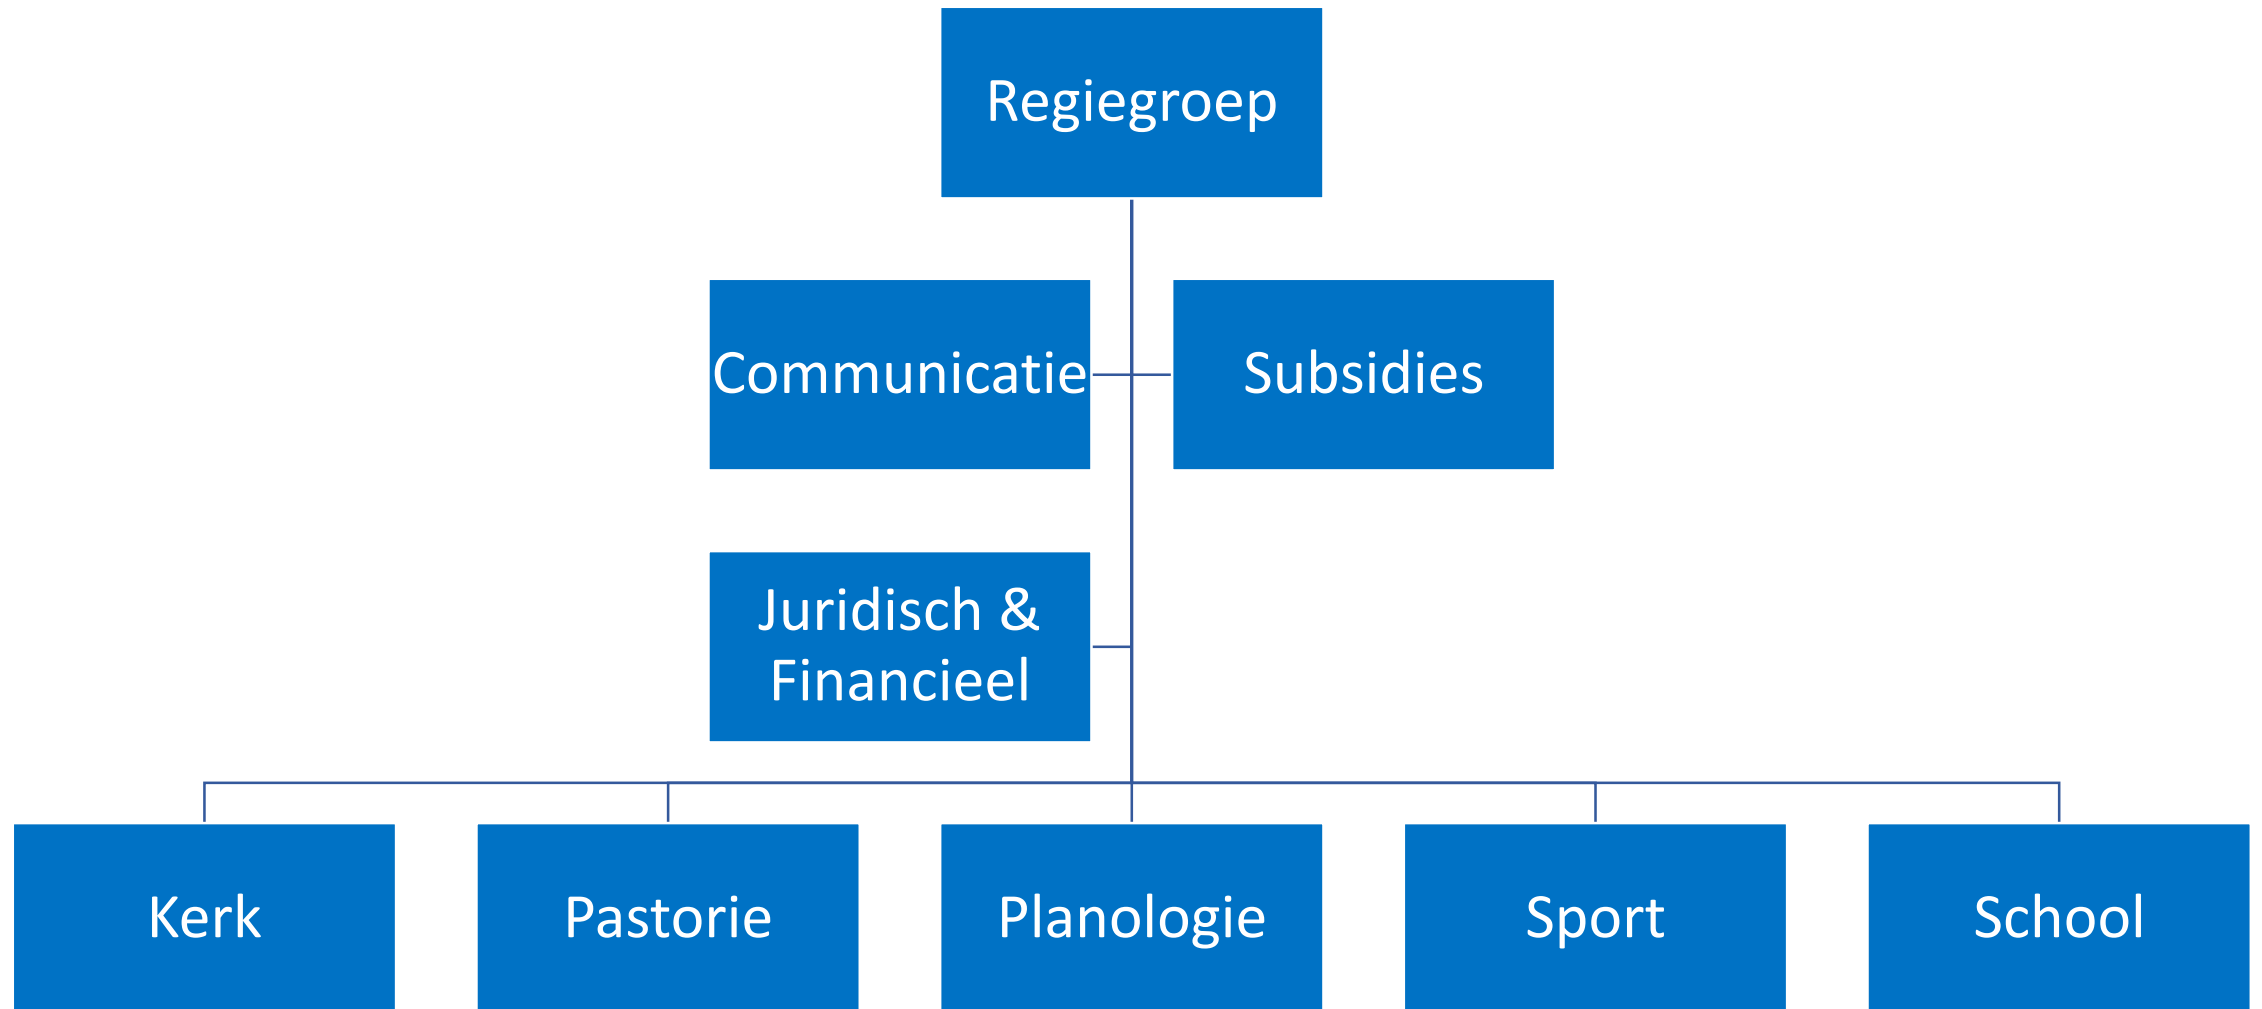 Regiegroep
Communicatie
Subsidies
Juridisch &
Financieel
Kerk
Pastorie
Planologie
Sport
School